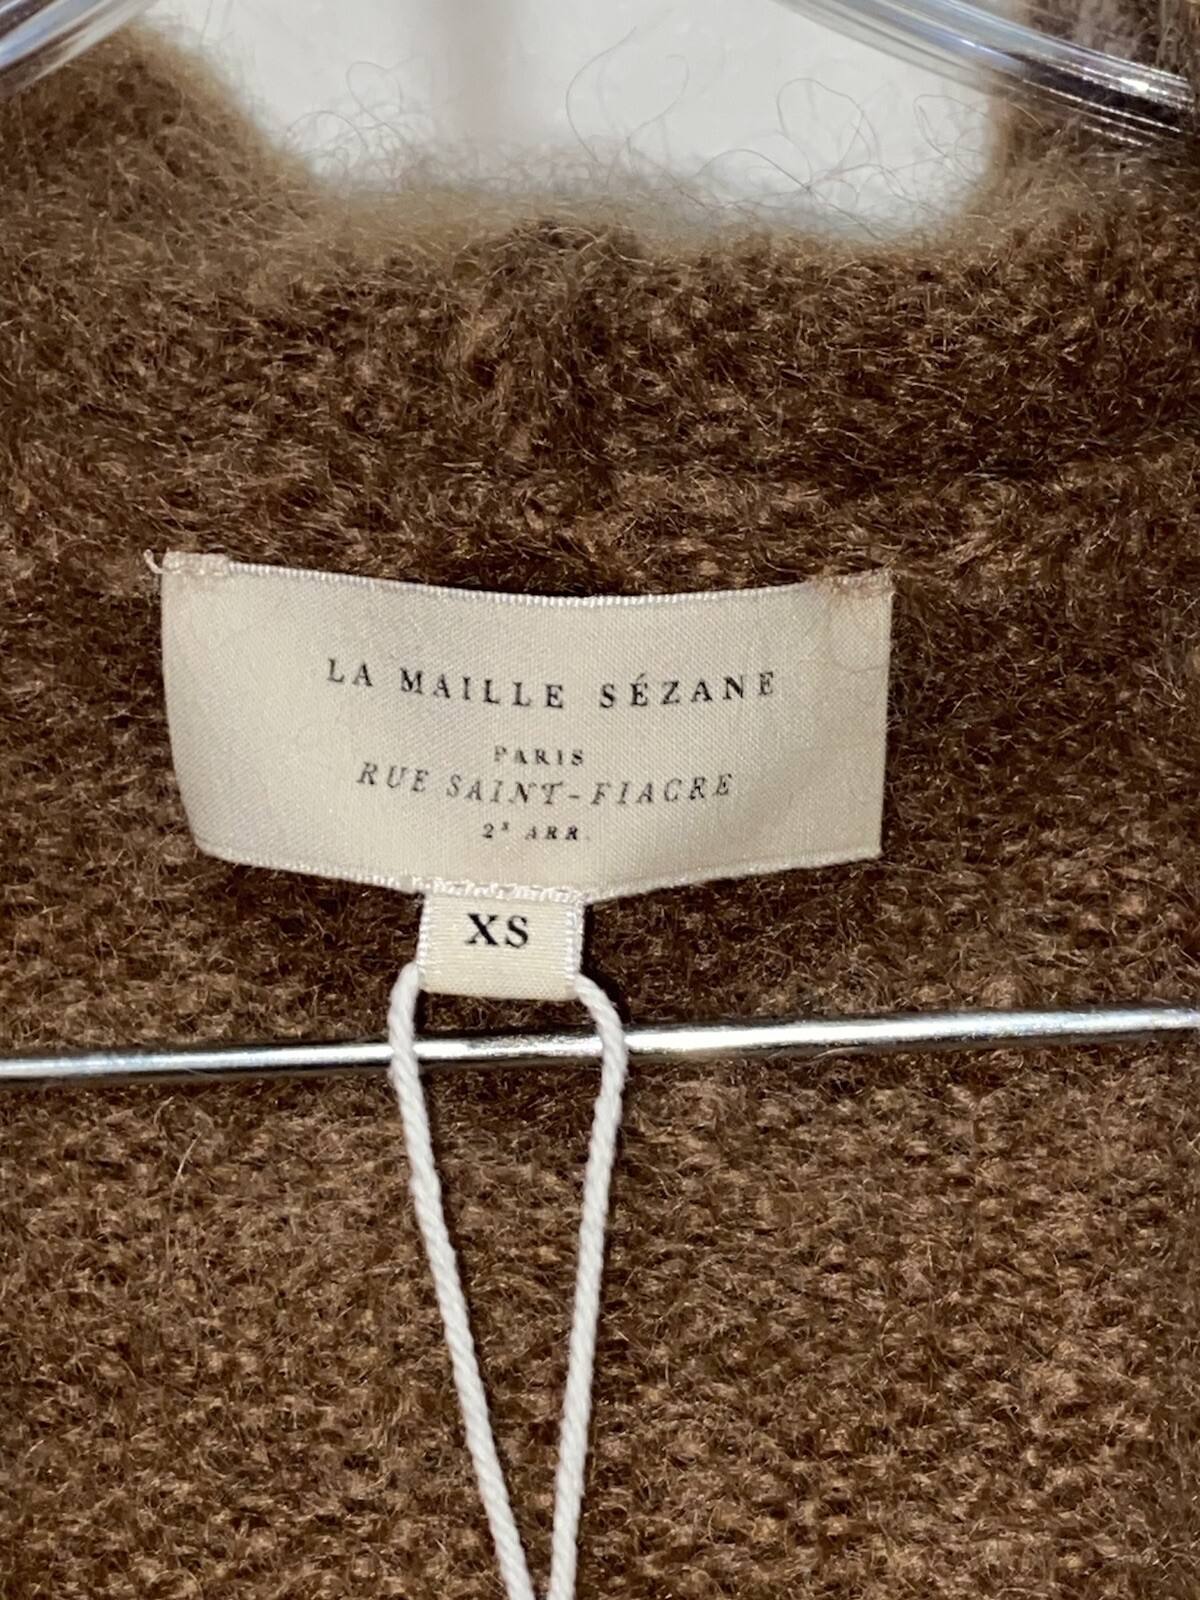 LA MAILLE SÉZANE
PARIS
RUE SAINT-FIACRE
2ᴱ ARR.
XS